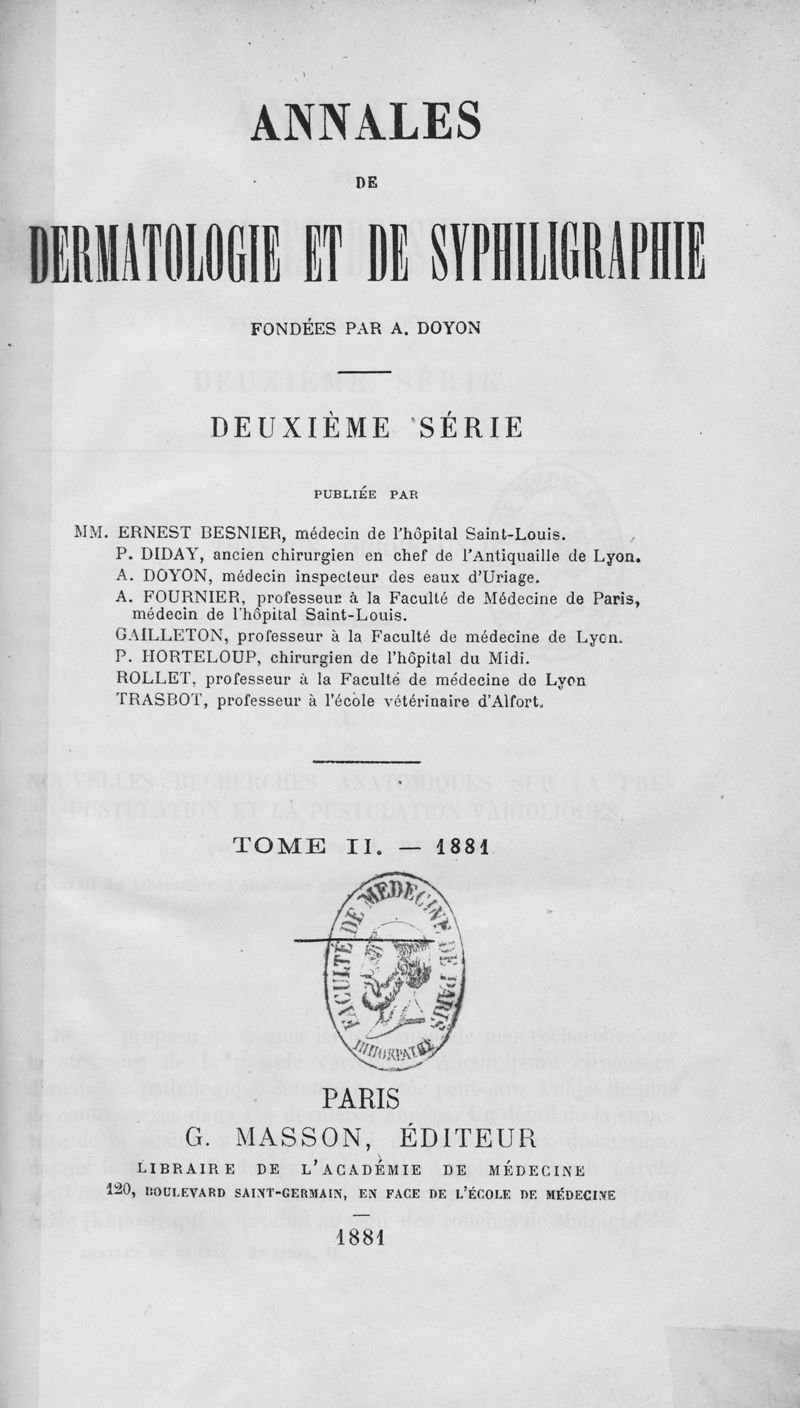 ANNALES
DE
DERMATOLOGIE ET DE SYPHILIGRAPHIE
FONDÉES PAR A. DOYON
DEUXIÈME SÉRIE
PUBLIÉE PAR
MM. ERNEST BESNIER, médecin de l'hôpital Saint-Louis.
P. DIDAY, ancien chirurgien en chef de l'Antiquaille de Lyon.
A. DOYON, médecin inspecteur des eaux d'Uriage.
A. FOURNIER, professeur à la Faculté de Médecine de Paris,
médecin de l'hôpital Saint-Louis.
GAILLETON, professeur à la Faculté de médecine de Lyon.
P. HORTELOUP, chirurgien de l'hôpital du Midi.
ROLLET, professeur à la Faculté de médecine de Lyon
TRASBOT, professeur à l'école vétérinaire d'Alfort.
TOME II. — 1881
FACULTÉ DE MÉDECINE DE PARIS
PARIS
G. MASSON, ÉDITEUR
LIBRAIRE DE L'ACADÉMIE DE MÉDECINE
120, BOULEVARD SAINT-GERMAIN, EN FACE DE L'ÉCOLE DE MÉDECINE
1881